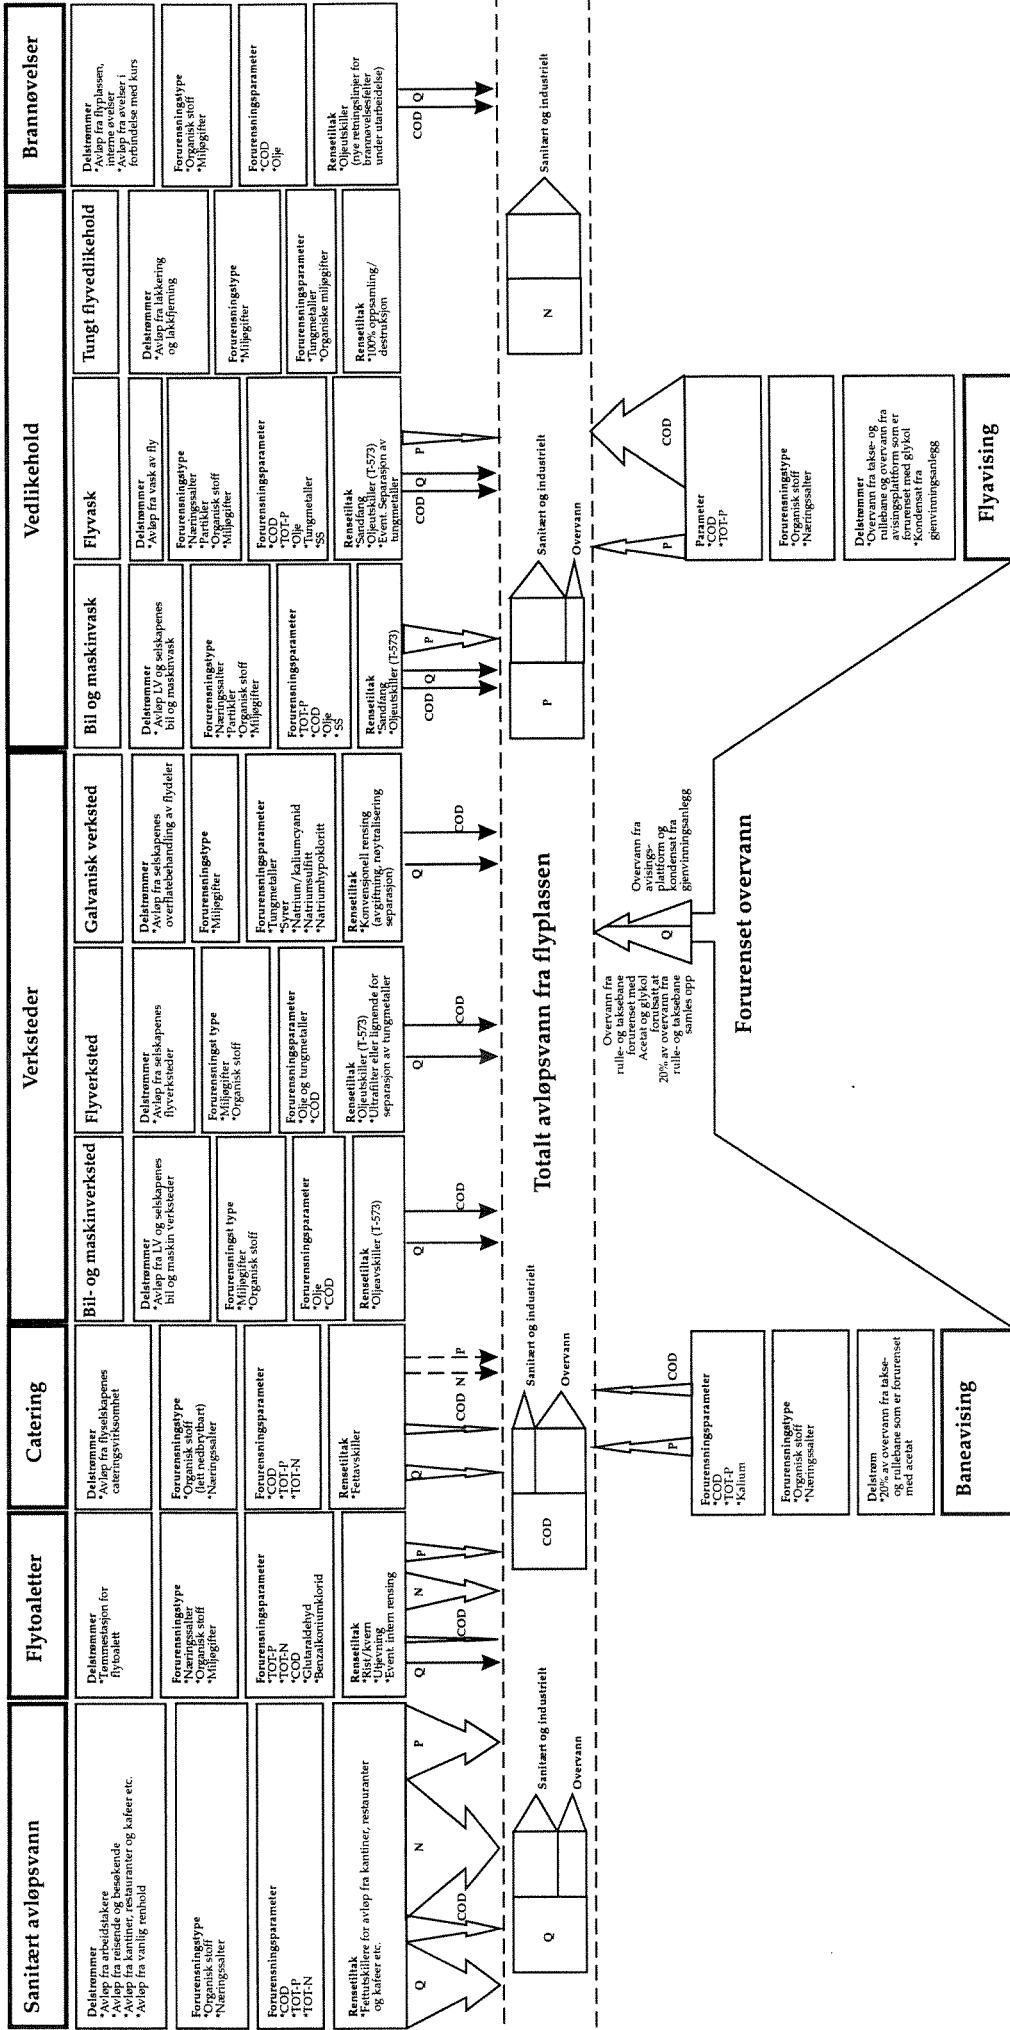 Sanitært avløpsvann
Delstrømmer
*Avløp fra arbeidstakere
*Avløp fra reisende og besøkende
*Avløp fra kantiner, restauranter og kafeer etc.
*Avløp fra vanlig renhold
Forurensningstype
*Organisk stoff
*Næringssalter
Forurensningsparameter
*COD
*TOT-P
*TOT-N
Rensetiltak
*Fettutskillere for avløp fra kantiner, restauranter
og kafeer etc.
Q
COD
N
P
Flytoaletter
Delstrømmer
*Tømmestasjon for
flytoalett
Forurensningstype
*Næringssalter
*Organisk stoff
*Miljøgifter
Forurensningsparameter
*TOT-P
*TOT-N
*COD
*Glutaraldehyd
*Benzalkoniumklorid
Rensetiltak
*Rist/kvern
*Utjevning
*Event. intern rensing
Q
COD
N
P
Catering
Delstrømmer
*Avløp fra flyselskapenes
cateringsvirksomhet
Forurensningstype
*Organisk stoff
(lett nedbrytbart)
*Næringssalter
Forurensningsparameter
*COD
*TOT-P
*TOT-N
Rensetiltak
*Fettavskiller
Q
COD
N
P
Verksteder
Bil- og maskinverksted
Delstrømmer
*Avløp fra LV og selskapenes
bil og maskin verksteder
Forurensningst type
*Miljøgifter
*Organisk stoff
Forurensningsparameter
*Olje
*COD
Rensetiltak
*Oljeavskiller (T-573)
Q
COD
Flyverksted
Delstrømmer
*Avløp fra selskapenes
flyverksteder
Forurensningst type
*Miljøgifter
*Organisk stoff
Forurensningsparameter
*Olje og tungmetaller
*COD
Rensetiltak
*Oljeutskiller (T-573)
*Ultrafilter eller lignende for
separasjon av tungmetaller
Q
COD
Galvanisk verksted
Delstrømmer
*Avløp fra selskapenes
overflatebehandling av flydeler
Forurensningstype
*Miljøgifter
Forurensningsparameter
*Tungmetaller
*Syrer
*Natrium/kaliumcyanid
*Natriumsulfitt
*Natriumhypokloritt
Rensetiltak
*Konvensjonell rensing
(avgiftning, nøytralisering
separasjon)
Q
COD
Vedlikehold
Bil og maskinvask
Delstrømmer
*Avløp LV og selskapenes
bil og maskinvask
Forurensningstype
*Næringssalter
*Partikler
*Organisk stoff
*Miljøgifter
Forurensningsparameter
*TOT-P
*COD
*Olje
*SS
Rensetiltak
*Sandfang
*Oljeutskiller (T-573)
COD
Q
P
Flyvask
Delstrømmer
*Avløp fra vask av fly
Forurensningstype
*Næringssalter
*Partikler
*Organisk stoff
*Miljøgifter
Forurensningsparameter
*COD
*TOT-P
*Olje
*Tungmetaller
*SS
Rensetiltak
*Sandfang
*Oljeutskiller (T-573)
*Event. Separasjon av
tungmetaller
COD
Q
P
Tungt flyvedlikehold
Delstrømmer
*Avløp fra lakkering
og lakkfjerning
Forurensningstype
*Miljøgifter
Forurensningsparameter
*Tungmetaller
*Organiske miljøgifter
Rensetiltak
*100% oppsamling/
destruksjon
Brannøvelser
Delstrømmer
*Avløp fra flyplassen,
interne øvelser
*Avløp fra øvelser i
forbindelse med kurs
Forurensningstype
*Organisk stoff
*Miljøgifter
Forurensningsparameter
*COD
*Olje
Rensetiltak
*Oljeutskiller
(nye retningslinjer for
brannøvelsesfelter
under utarbeidelse)
COD
Q
Q
Sanitært og industrielt
Overvann
COD
Sanitært og industrielt
Overvann
Totalt avløpsvann fra flyplassen
P
Sanitært og industrielt
Overvann
N
Sanitært og industrielt
P
COD
Forurensningsparameter
*COD
*TOT-P
*Kalium
Forurensningstype
*Organisk stoff
*Næringssalter
Delstrøm
*20% av overvann fra takse-
og rullebane som er forurenset
med acetat
Baneavising
Overvann fra
rulle- og taksebane
forurenset med
Acetat og glykol
forutsatt at
20% av overvann fra
rulle- og taksebane
samles opp
Q
Overvann fra
avisings-
plattform og
kondensat fra
gjenvinningsanlegg
Forurenset overvann
P
COD
Parameter
*COD
*TOT-P
Forurensningstype
*Organisk stoff
*Næringssalter
Delstrømmer
*Overvann fra takse- og
rullebane og overvann fra
avisingsplattform som er
forurenset med glykol
*Kondensat fra
gjenvinningsanlegg
Flyavising